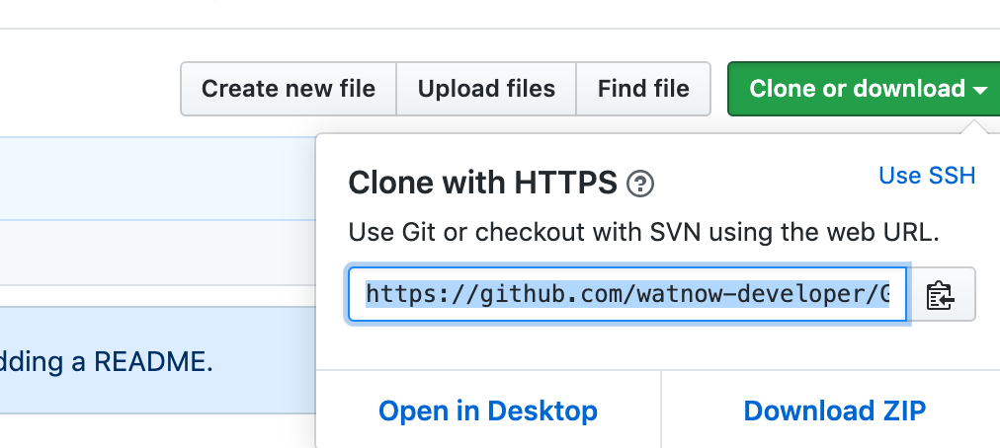 Create new file Upload files Find file Clone or download
Clone with HTTPS Use SSH
Use Git or checkout with SVN using the web URL.
https://github.com/watnow-developer/
dding a README.
Open in Desktop Download ZIP